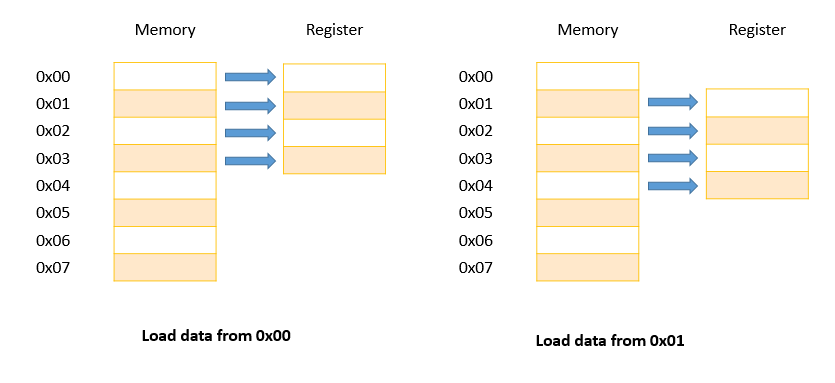 Memory Register
0x00
0x01
0x02
0x03
0x04
0x05
0x06
0x07
Load data from 0x00
Memory Register
0x00
0x01
0x02
0x03
0x04
0x05
0x06
0x07
Load data from 0x01